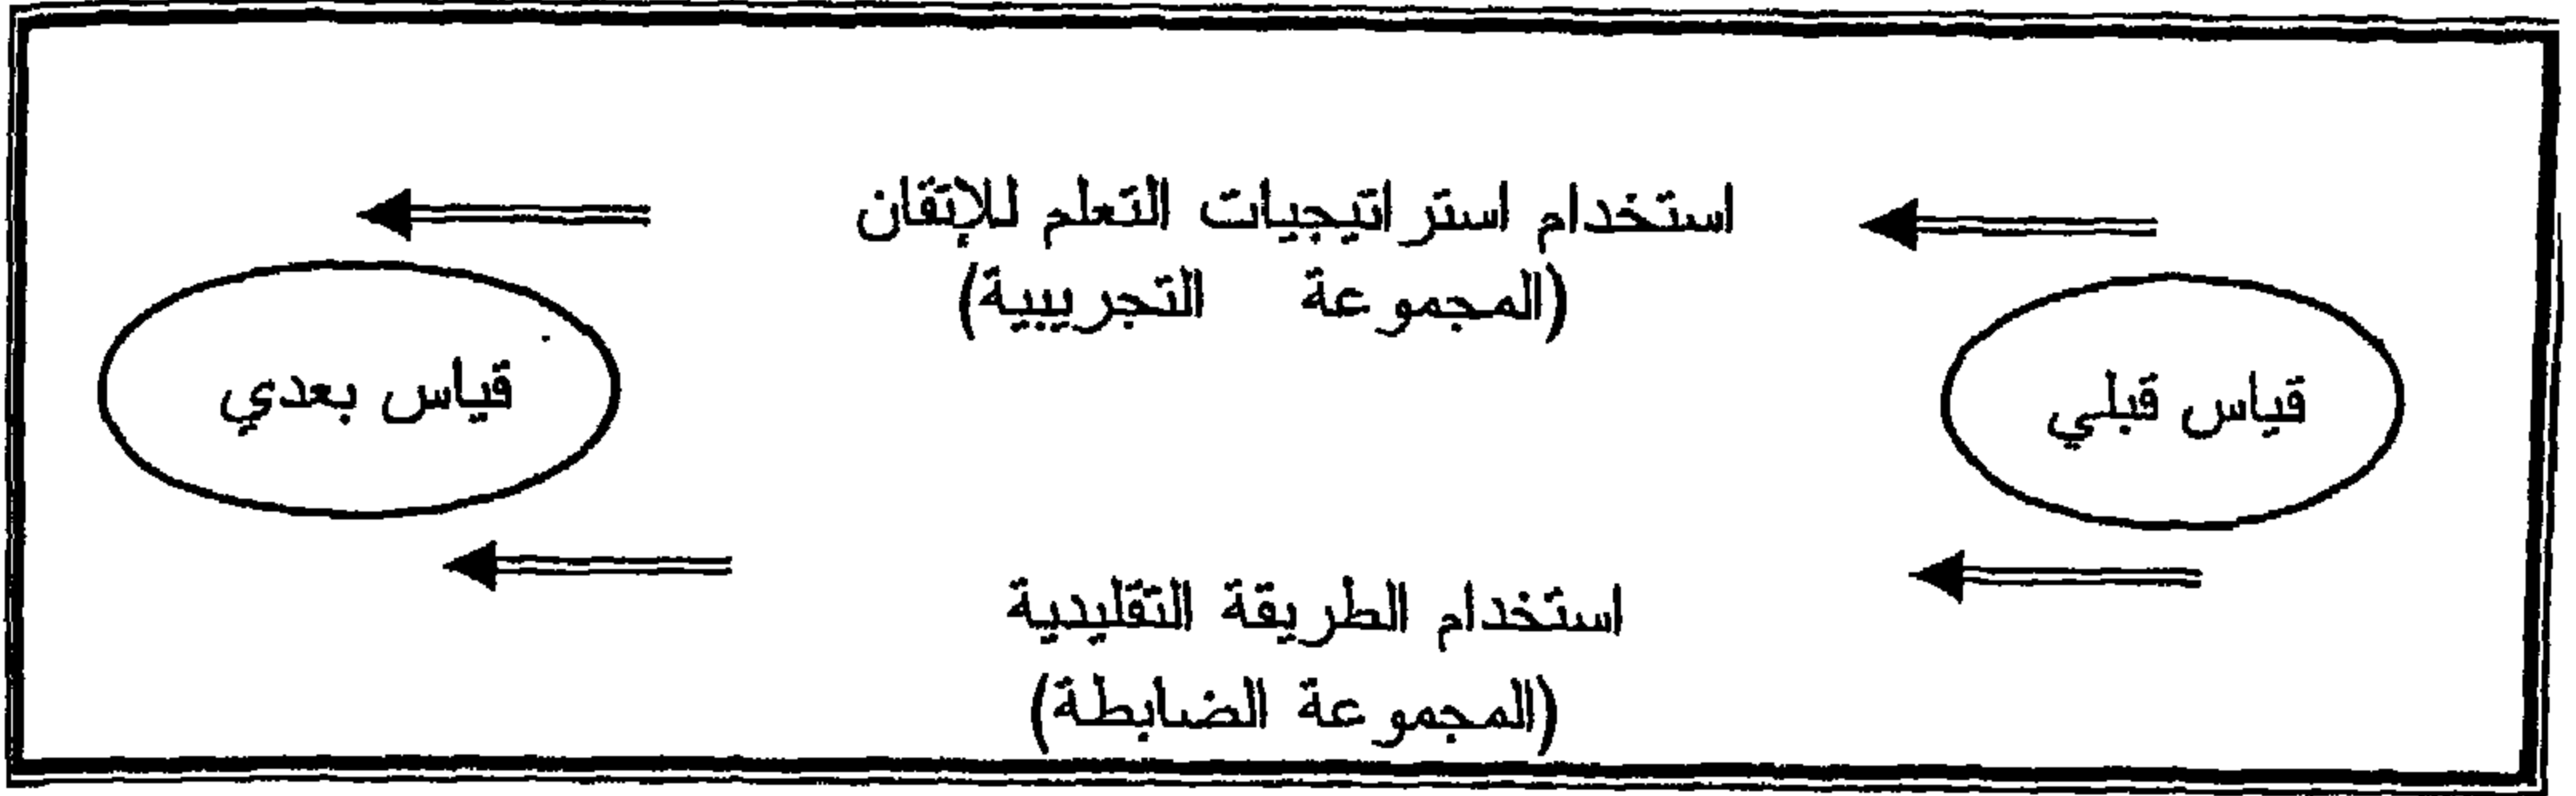 استخدام استراتيجيات التعلم للإتقان
(المجموعة التجريبية)
قياس قبلي
قياس بعدي
استخدام الطريقة التقليدية
(المجموعة الضابطة)